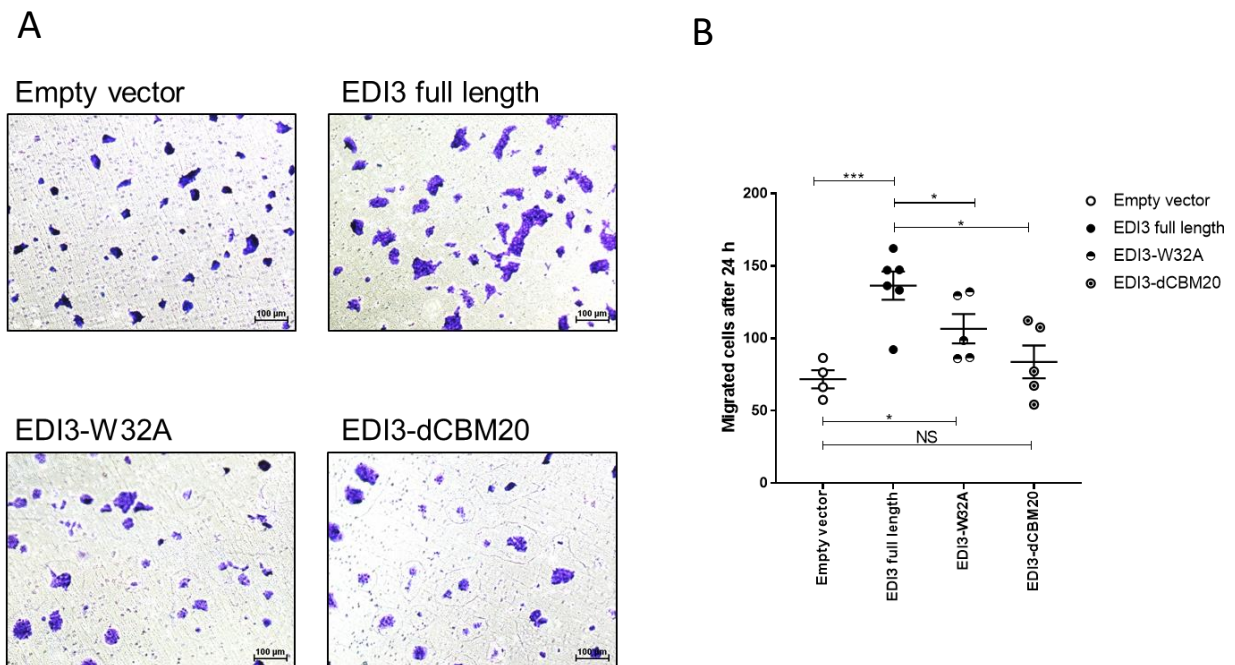 A
Empty vector
EDI3 full length
100 µm
100 µm
EDI3-W32A
EDI3-dCBM20
100 µm
100 µm
B
Migrated cells after 24 h
200
150
100
50
0
***
*
*
*
NS
Empty vector
EDI3 full length
EDI3-W32A
EDI3-dCBM20
Empty vector
EDI3 full length
EDI3-W32A
EDI3-dCBM20